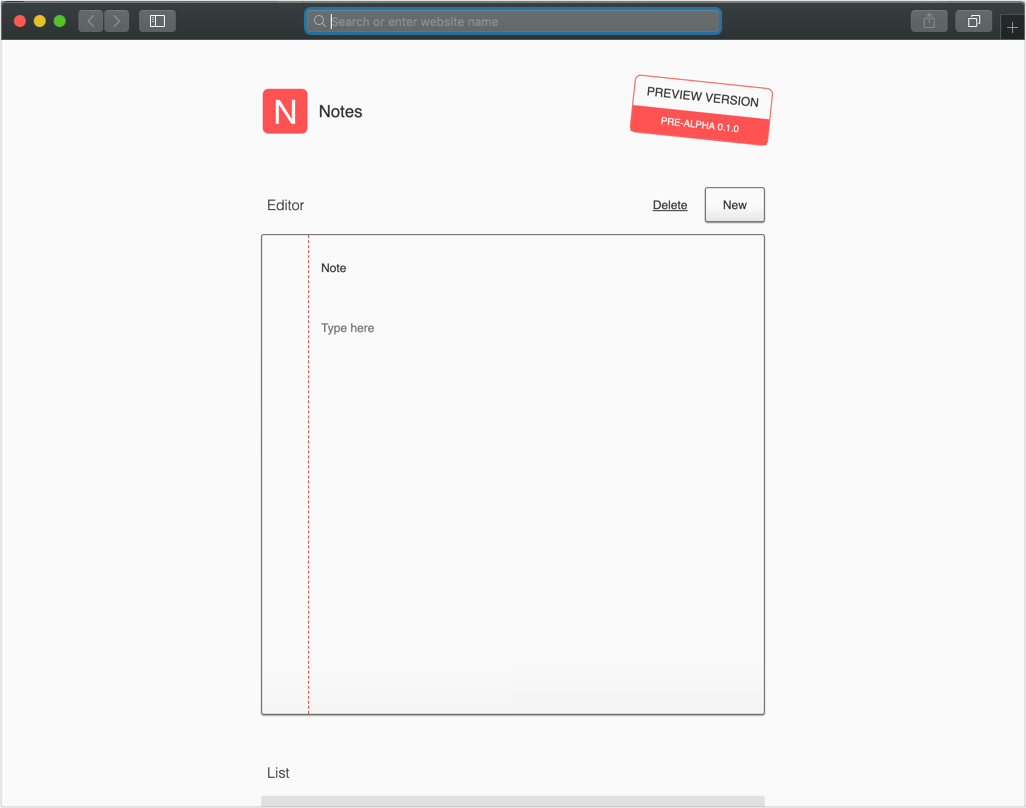 Search or enter website name
N Notes
PREVIEW VERSION
PRE-ALPHA 0.1.0
Editor
Delete
New
Note
Type here
List